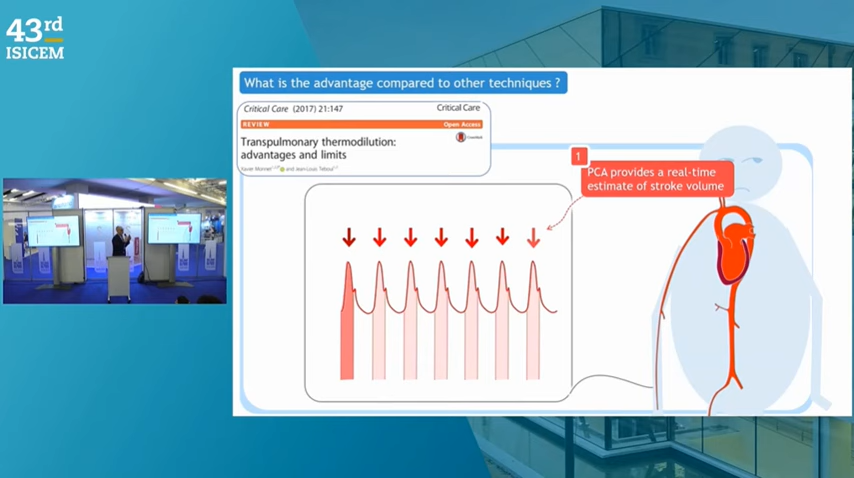 43rd
ISICEM
What is the advantage compared to other techniques ?
Critical Care (2017) 21:147
Critical Care
REVIEW
Open Access
Transpulmonary thermodilution:
advantages and limits
Xavier Monnet and Jean-Louis Teboul
1
PCA provides a real-time
estimate of stroke volume